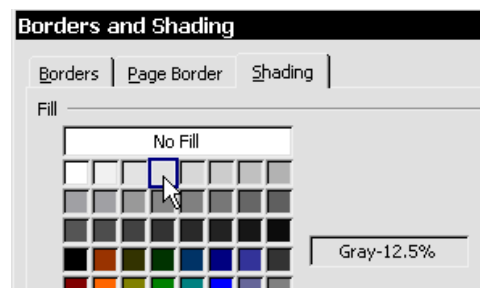 Borders and Shading
Borders Page Border Shading
Fill
No Fill
Gray-12.5%